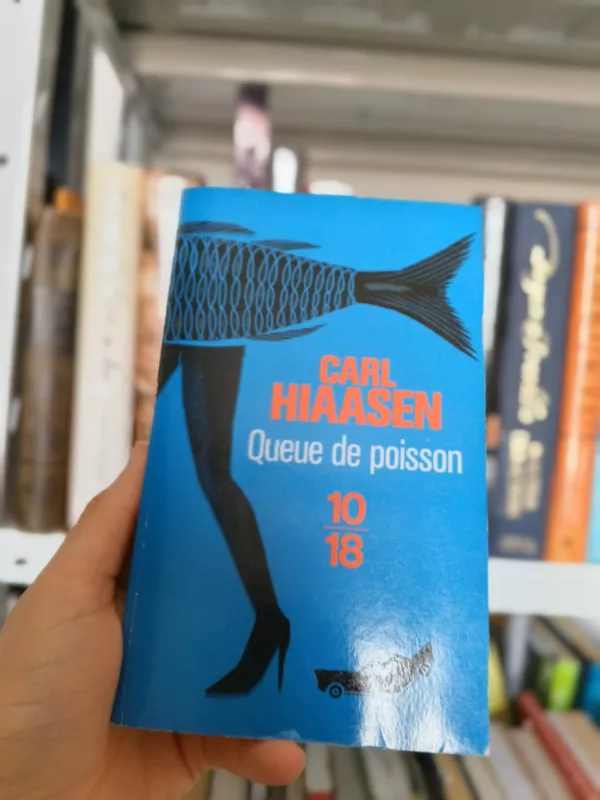 CARL
HIAASEN
Queue de poisson
10
18